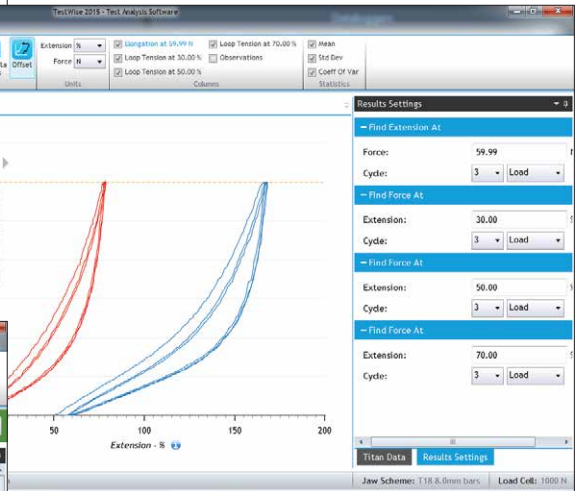 TestWise 2015 - Test Analysis Software
Offset
Extension %
Force N
Units
Elongation at 59.99 N
Loop Tension at 30.00 %
Loop Tension at 50.00 %
Loop Tension at 70.00 %
Observations
Columns
Mean
Std Dev
Coeff Of Var
Statistics
Results Settings
– Find Extension At
Force: 59.99
Cycle: 3 Load
– Find Force At
Extension: 30.00
Cycle: 3 Load
– Find Force At
Extension: 50.00
Cycle: 3 Load
– Find Force At
Extension: 70.00
Cycle: 3 Load
50 100 150 200
Extension - %
Titan Data Results Settings
Jaw Scheme: T18 8.0mm bars Load Cell: 1000 N